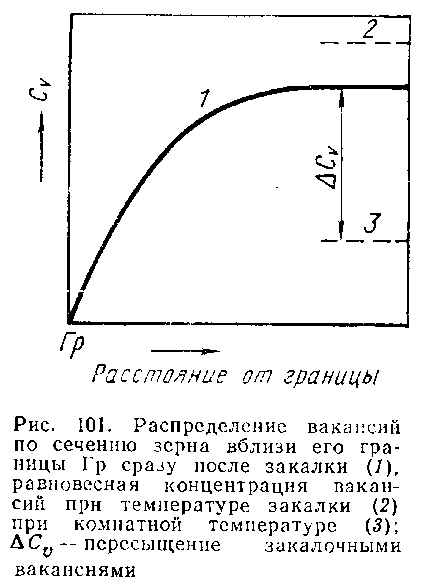 2
C_v
1
ΔC_v
3
Гр
Расстояние от границы
Рис. 101. Распределение вакансий
по сечению зерна вблизи его гра-
ницы Гр сразу после закалки (1),
равновесная концентрация вакан-
сий при температуре закалки (2)
при комнатной температуре (3);
ΔC_v — пересыщение закалочными
вакансиями